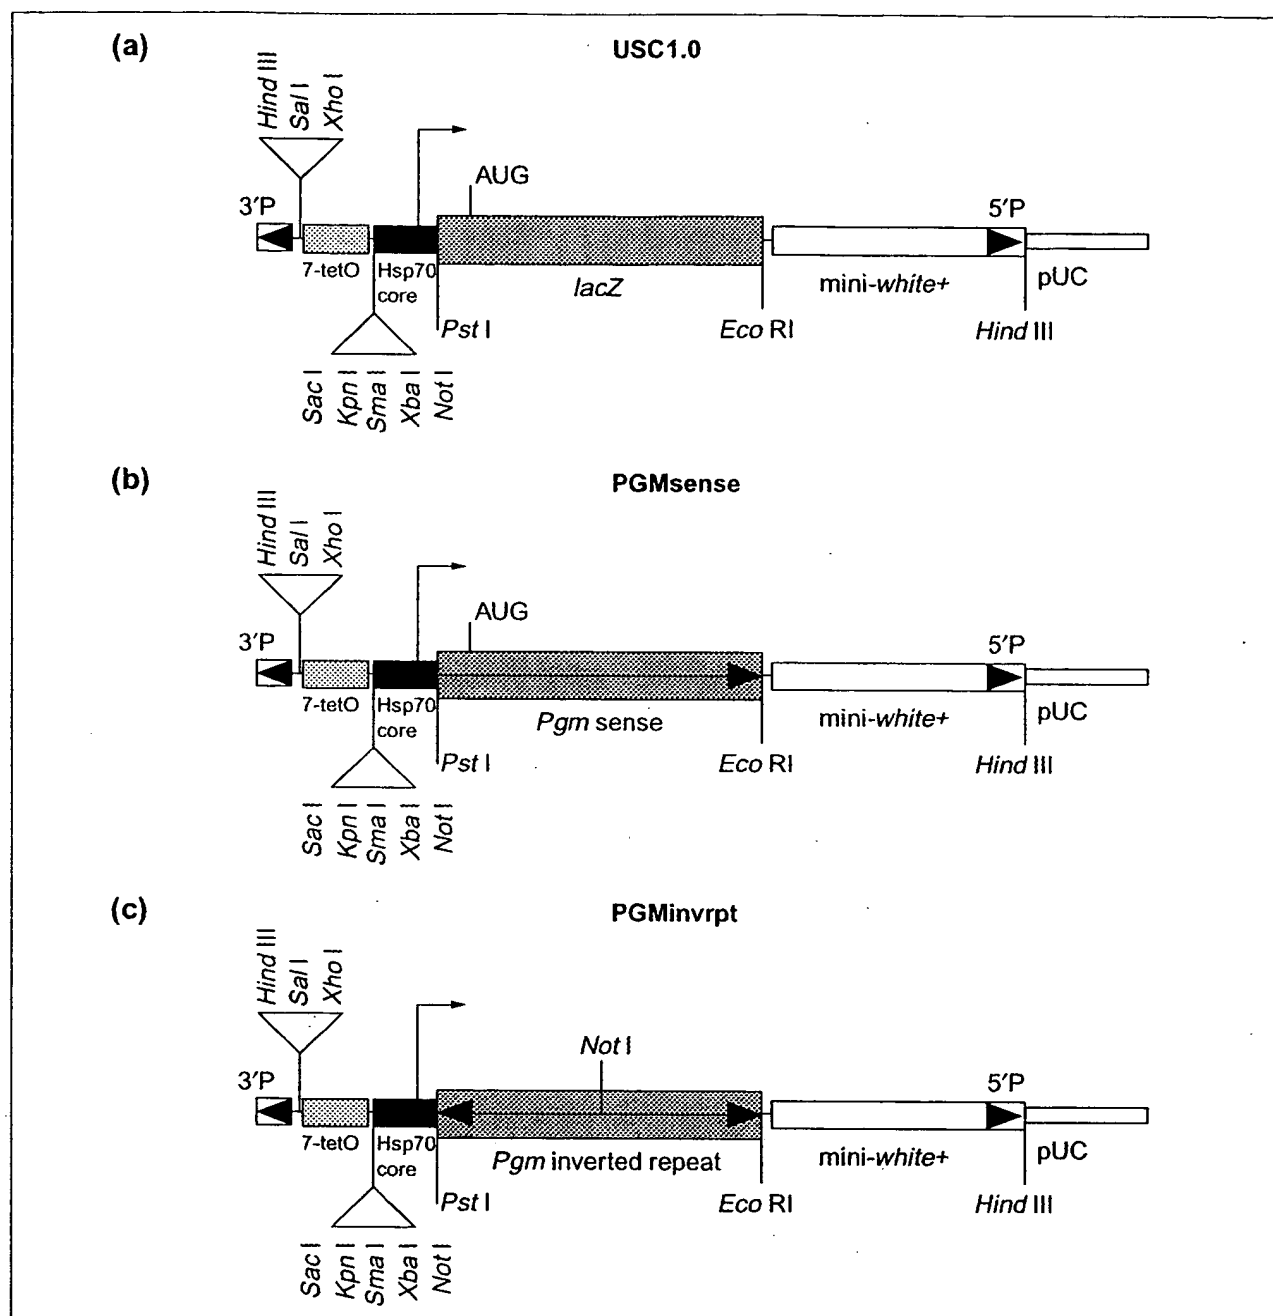 (a)
USC1.0
Hind III
Sal I
Xho I
AUG
3′P
5′P
7-tetO
Hsp70
core
lacZ
mini-white+
pUC
Pst I
Eco RI
Hind III
Sac I
Kpn I
Sma I
Xba I
Not I
(b)
PGMsense
Hind III
Sal I
Xho I
AUG
3′P
5′P
7-tetO
Hsp70
core
Pgm sense
mini-white+
pUC
Pst I
Eco RI
Hind III
Sac I
Kpn I
Sma I
Xba I
Not I
(c)
PGMinvrpt
Hind III
Sal I
Xho I
Not I
3′P
5′P
7-tetO
Hsp70
core
Pgm inverted repeat
mini-white+
pUC
Pst I
Eco RI
Hind III
Sac I
Kpn I
Sma I
Xba I
Not I